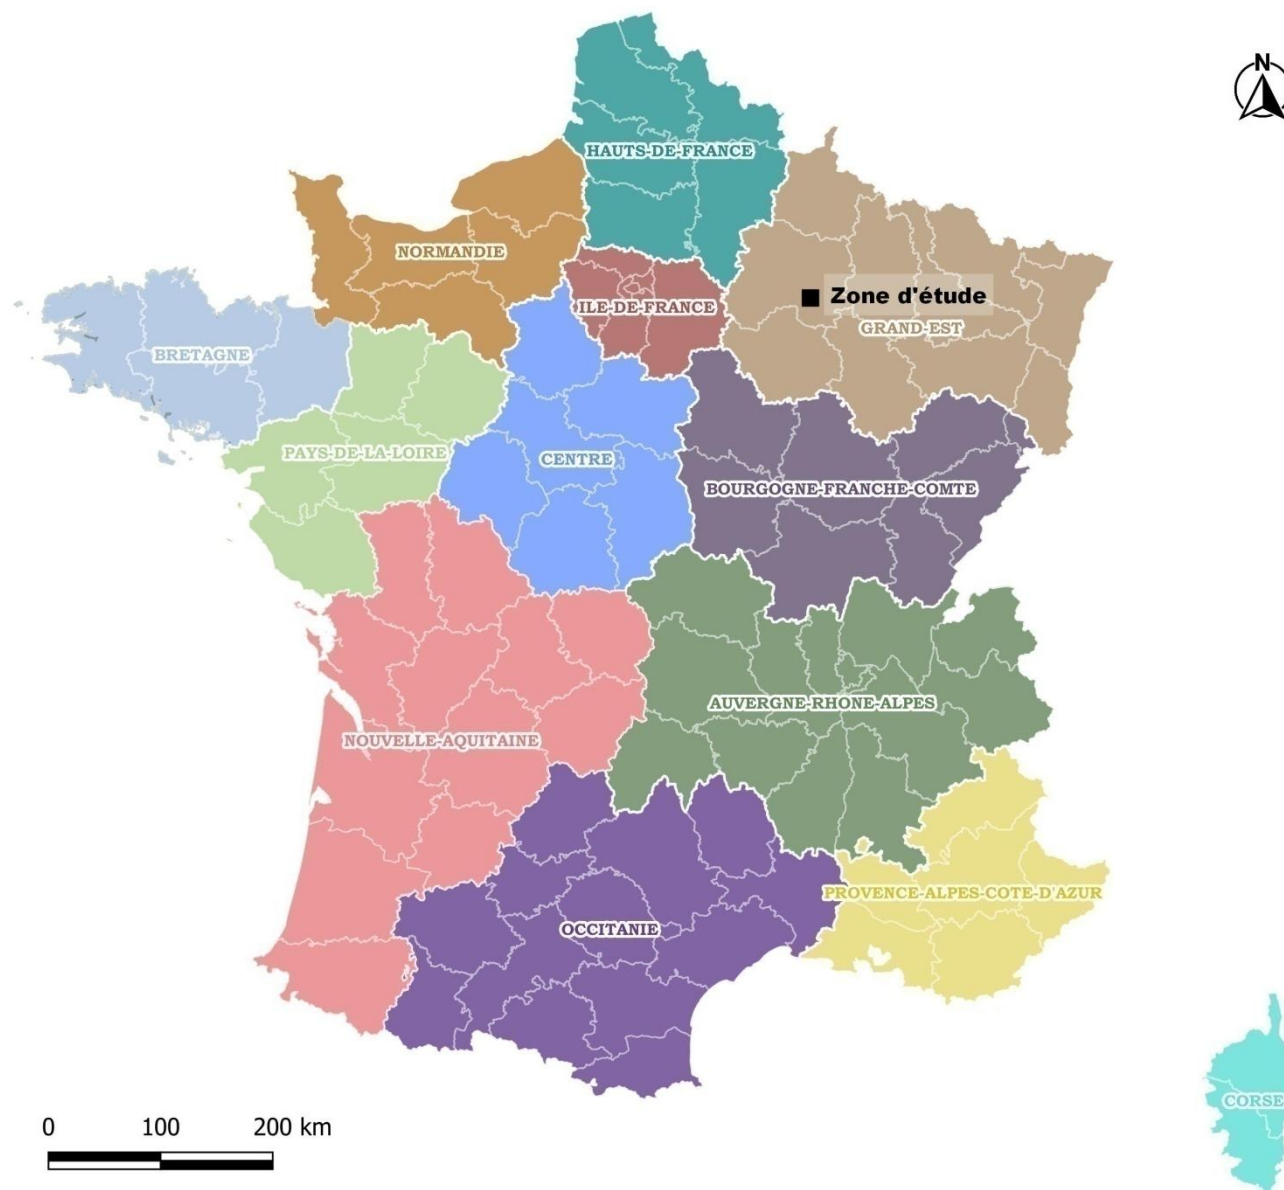 N
HAUTS-DE-FRANCE
NORMANDIE
ILE-DE-FRANCE
Zone d'étude
GRAND-EST
BRETAGNE
PAYS-DE-LA-LOIRE
CENTRE
BOURGOGNE-FRANCHE-COMTE
AUVERGNE-RHONE-ALPES
NOUVELLE-AQUITAINE
PROVENCE-ALPES-COTE-D'AZUR
OCCITANIE
CORSE
0 100 200 km